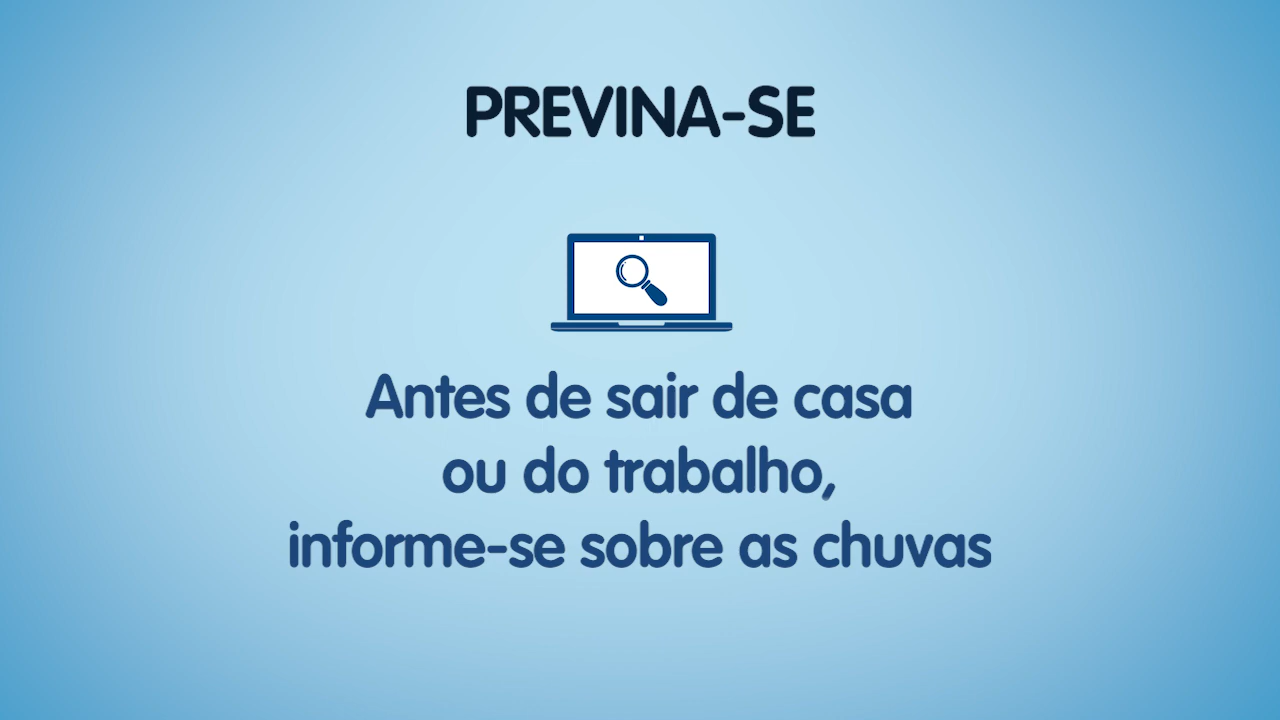 PREVINA-SE
Antes de sair de casa
ou do trabalho,
informe-se sobre as chuvas